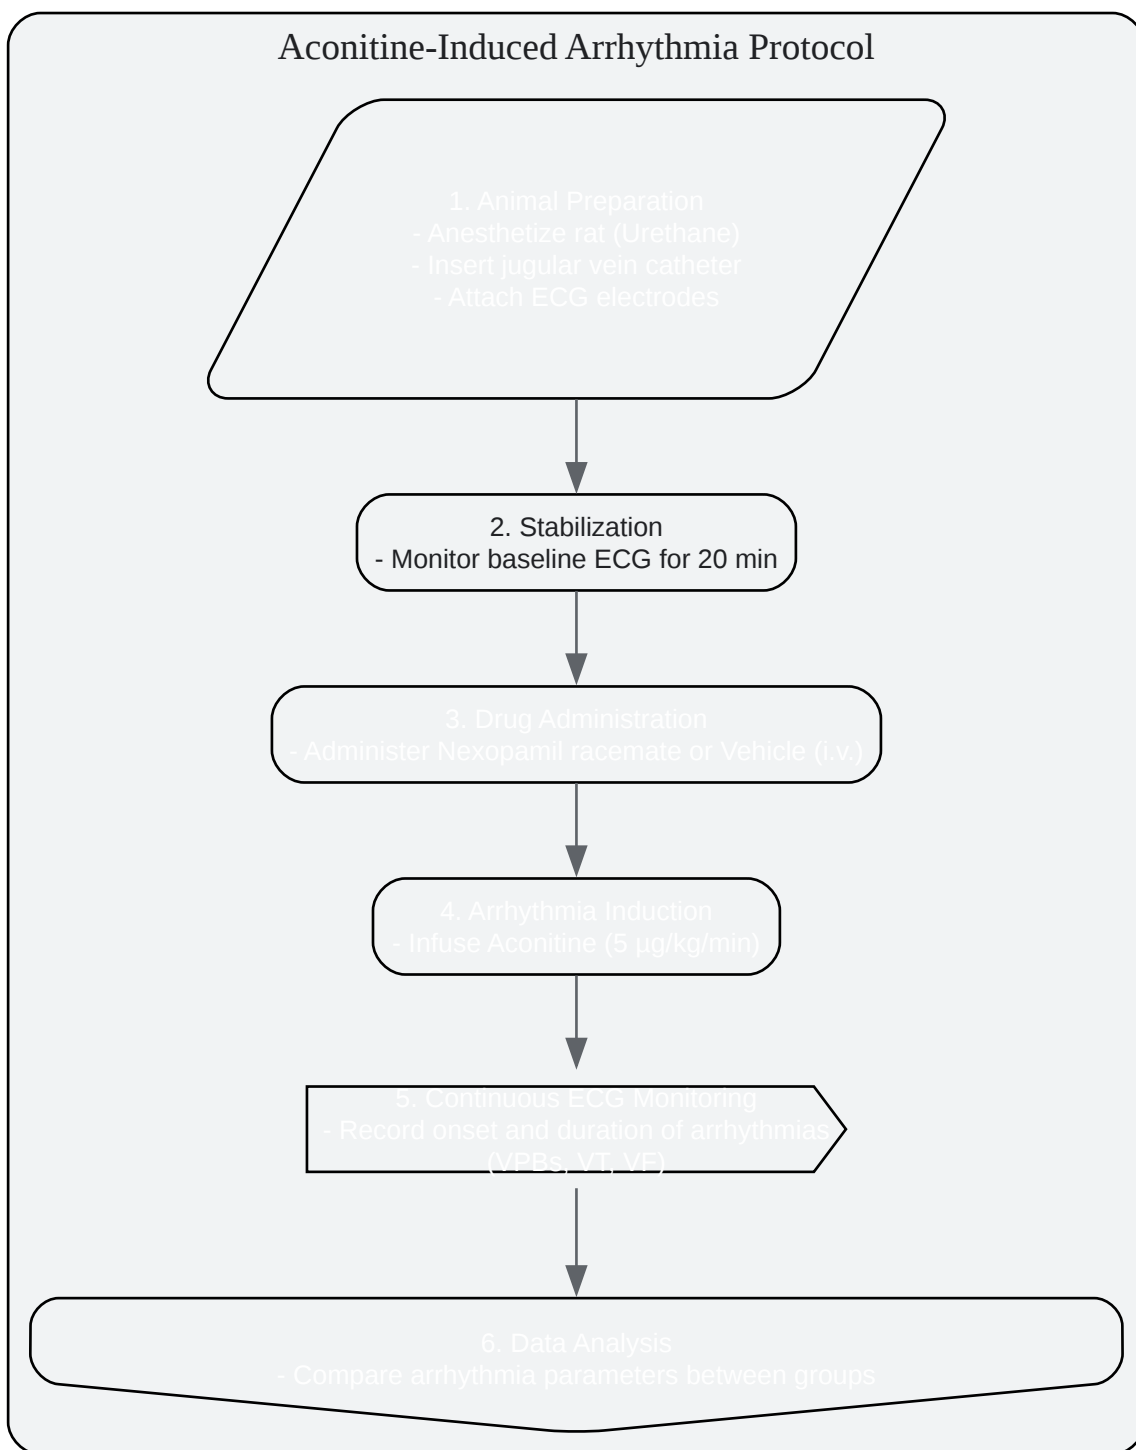 Aconitine-Induced Arrhythmia Protocol
1. Animal Preparation
- Anesthetize rat (Urethane)
- Insert jugular vein catheter
- Attach ECG electrodes
2. Stabilization
- Monitor baseline ECG for 20 min
3. Drug Administration
- Administer Nexopamil racemate or Vehicle (i.v.)
4. Arrhythmia Induction
- Infuse Aconitine (5 µg/kg/min)
5. Continuous ECG Monitoring
- Record onset and duration of arrhythmias
(VPBs, VT, VF)
6. Data Analysis
- Compare arrhythmia parameters between groups